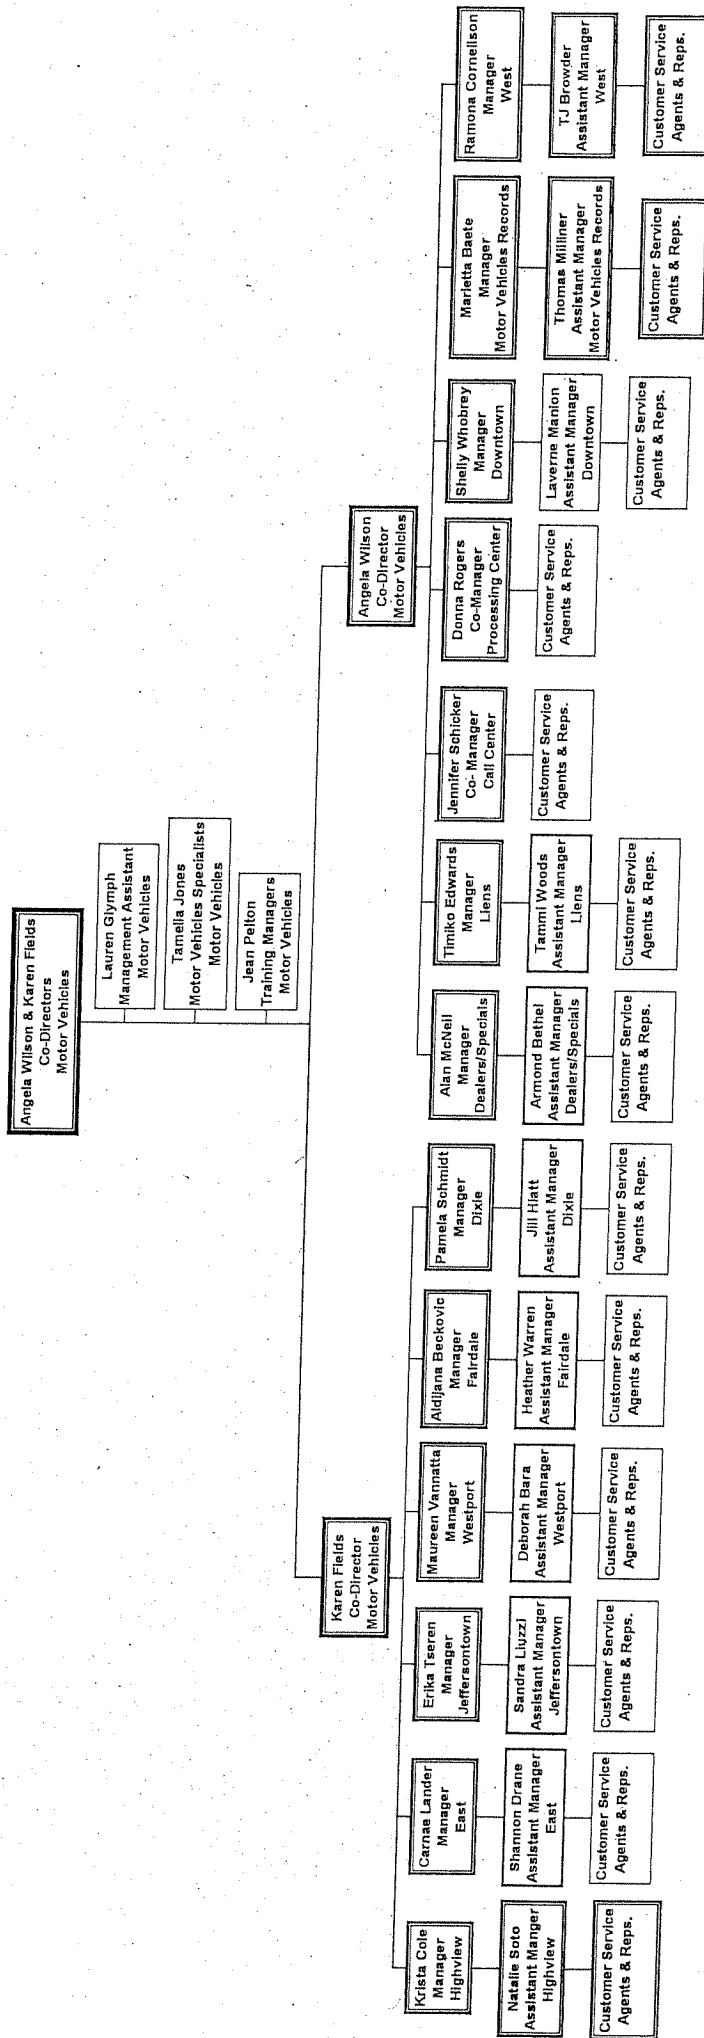 Angela Wilson & Karen Fields
Co-Directors
Motor Vehicles
Lauren Glymph
Management Assistant
Motor Vehicles
Tamella Jones
Motor Vehicles Specialists
Motor Vehicles
Jean Pelton
Training Managers
Motor Vehicles
Karen Fields
Co-Director
Motor Vehicles
Angela Wilson
Co-Director
Motor Vehicles
Krista Cole
Manager
Highview
Natalie Soto
Assistant Manger
Highview
Customer Service
Agents & Reps.
Carnae Lander
Manager
East
Shannon Drane
Assistant Manager
East
Customer Service
Agents & Reps.
Erika Tseren
Manager
Jeffersontown
Sandra Liuzzi
Assistant Manager
Jeffersontown
Customer Service
Agents & Reps.
Maureen Vannatta
Manager
Westport
Deborah Bara
Assistant Manager
Westport
Customer Service
Agents & Reps.
Aldijana Beckovic
Manager
Fairdale
Heather Warren
Assistant Manager
Fairdale
Customer Service
Agents & Reps.
Pamela Schmidt
Manager
Dixie
Jill Hiatt
Assistant Manager
Dixie
Customer Service
Agents & Reps.
Alan McNeil
Manager
Dealers/Specials
Armond Bethel
Assistant Manager
Dealers/Specials
Customer Service
Agents & Reps.
Timiko Edwards
Manager
Liens
Tammi Woods
Assistant Manager
Liens
Customer Service
Agents & Reps.
Jennifer Schicker
Co- Manager
Call Center
Customer Service
Agents & Reps.
Donna Rogers
Co-Manager
Processing Center
Customer Service
Agents & Reps.
Shelly Whobrey
Manager
Downtown
Laverne Manion
Assistant Manager
Downtown
Customer Service
Agents & Reps.
Marietta Baete
Manager
Motor Vehicles Records
Thomas Milliner
Assistant Manager
Motor Vehicles Records
Customer Service
Agents & Reps.
Ramona Cornelison
Manager
West
TJ Browder
Assistant Manager
West
Customer Service
Agents & Reps.